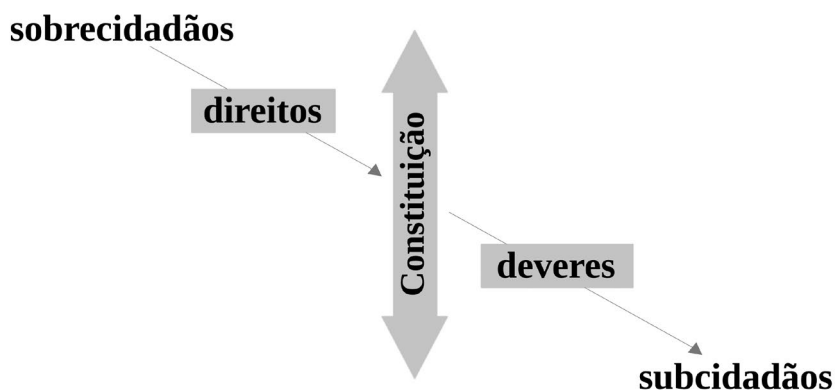 sobrecidadãos
direitos
Constituição
deveres
subcidadãos